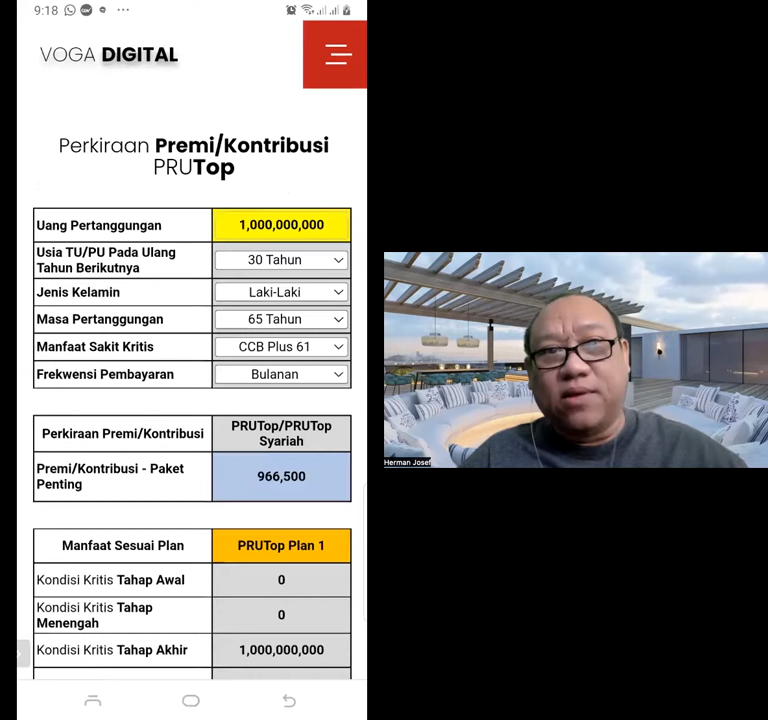 9:18
VOGA DIGITAL
Perkiraan Premi/Kontribusi
PRUTop
Uang Pertanggungan 1,000,000,000
Usia TU/PU Pada Ulang
Tahun Berikutnya 30 Tahun
Jenis Kelamin Laki-Laki
Masa Pertanggungan 65 Tahun
Manfaat Sakit Kritis CCB Plus 61
Frekwensi Pembayaran Bulanan
Perkiraan Premi/Kontribusi PRUTop/PRUTop
Syariah
Premi/Kontribusi - Paket
Penting 966,500
Manfaat Sesuai Plan PRUTop Plan 1
Kondisi Kritis Tahap Awal 0
Kondisi Kritis Tahap
Menengah 0
Kondisi Kritis Tahap Akhir 1,000,000,000
Herman Josef